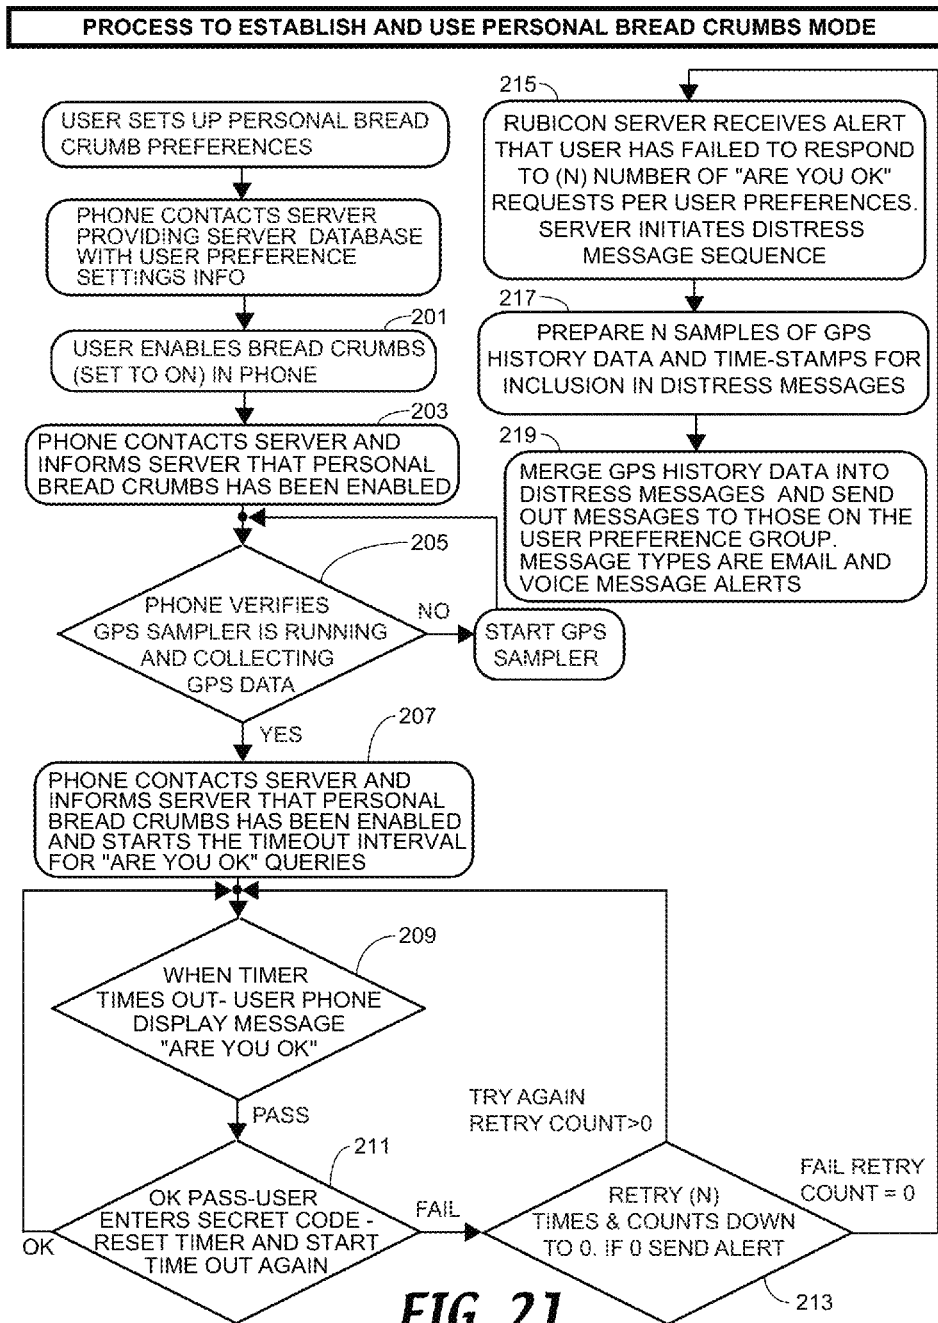 PROCESS TO ESTABLISH AND USE PERSONAL BREAD CRUMBS MODE
USER SETS UP PERSONAL BREAD
CRUMB PREFERENCES
PHONE CONTACTS SERVER
PROVIDING SERVER DATABASE
WITH USER PREFERENCE
SETTINGS INFO
201
USER ENABLES BREAD CRUMBS
(SET TO ON) IN PHONE
203
PHONE CONTACTS SERVER AND
INFORMS SERVER THAT PERSONAL
BREAD CRUMBS HAS BEEN ENABLED
205
PHONE VERIFIES
GPS SAMPLER IS RUNNING
AND COLLECTING
GPS DATA
NO
START GPS
SAMPLER
YES
207
PHONE CONTACTS SERVER AND
INFORMS SERVER THAT PERSONAL
BREAD CRUMBS HAS BEEN ENABLED
AND STARTS THE TIMEOUT INTERVAL
FOR "ARE YOU OK" QUERIES
209
WHEN TIMER
TIMES OUT- USER PHONE
DISPLAY MESSAGE
"ARE YOU OK"
PASS
211
OK PASS-USER
ENTERS SECRET CODE -
RESET TIMER AND START
TIME OUT AGAIN
OK
FAIL
TRY AGAIN
RETRY COUNT>0
RETRY (N)
TIMES & COUNTS DOWN
TO 0. IF 0 SEND ALERT
213
FAIL RETRY
COUNT = 0
215
RUBICON SERVER RECEIVES ALERT
THAT USER HAS FAILED TO RESPOND
TO (N) NUMBER OF "ARE YOU OK"
REQUESTS PER USER PREFERENCES.
SERVER INITIATES DISTRESS
MESSAGE SEQUENCE
217
PREPARE N SAMPLES OF GPS
HISTORY DATA AND TIME-STAMPS FOR
INCLUSION IN DISTRESS MESSAGES
219
MERGE GPS HISTORY DATA INTO
DISTRESS MESSAGES AND SEND
OUT MESSAGES TO THOSE ON THE
USER PREFERENCE GROUP.
MESSAGE TYPES ARE EMAIL AND
VOICE MESSAGE ALERTS
FIG. 21